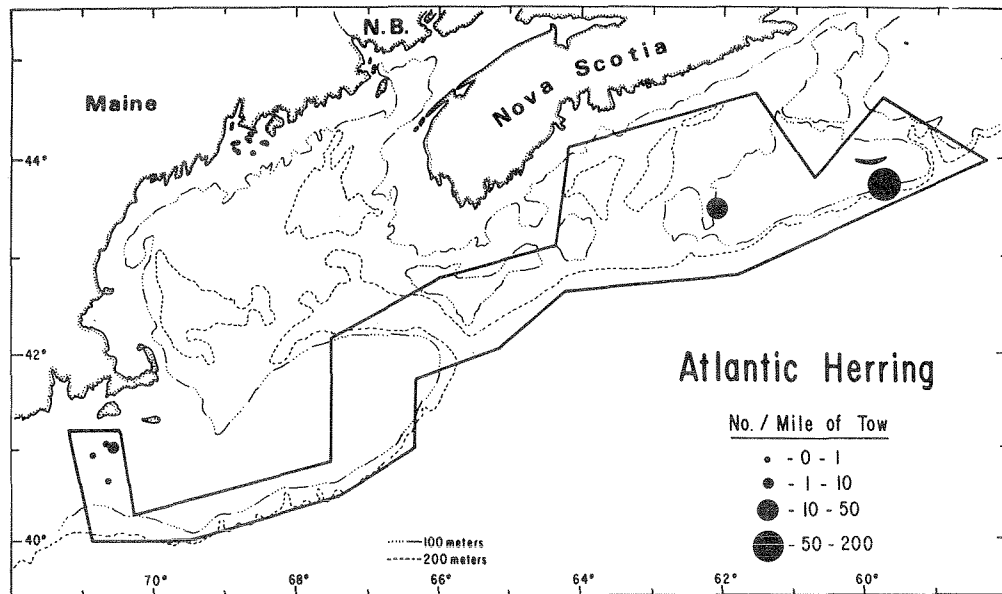 N.B.
Maine
Nova Scotia
44°
42°
40°
Atlantic Herring
No. / Mile of Tow
- 0 - 1
- 1 - 10
- 10 - 50
- 50 - 200
100 meters
200 meters
70° 68° 66° 64° 62° 60°